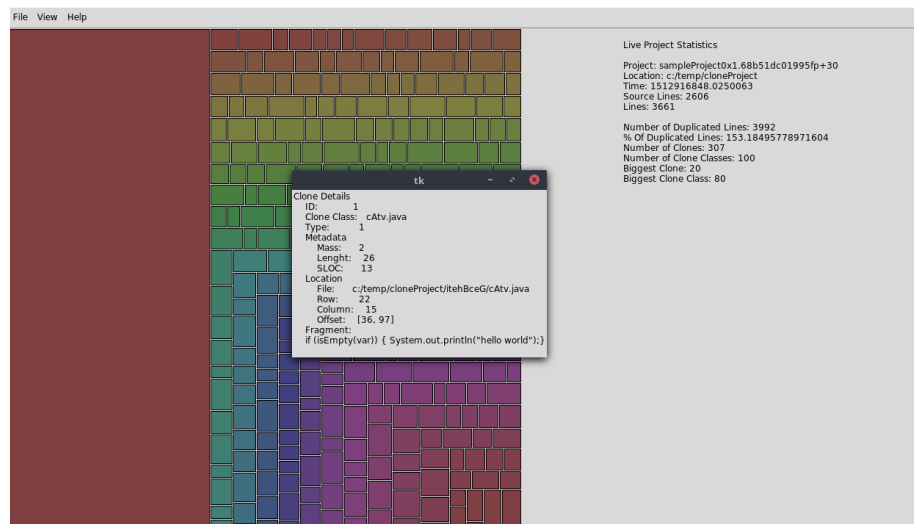 File View Help
Live Project Statistics
Project: sampleProject0x1.68b51dc01995fp+30
Location: c:/temp/cloneProject
Time: 1512916848.0250063
Source Lines: 2606
Lines: 3661
Number of Duplicated Lines: 3992
% Of Duplicated Lines: 153.18495778971604
Number of Clones: 307
Number of Clone Classes: 100
Biggest Clone: 20
Biggest Clone Class: 80
tk
Clone Details
ID: 1
Clone Class: cAtv.java
Type: 1
Metadata
Mass: 2
Lenght: 26
SLOC: 13
Location
File: c:/temp/cloneProject/itehBceG/cAtv.java
Row: 22
Column: 15
Offset: [36, 97]
Fragment:
if (isEmpty(var)) { System.out.println("hello world");}